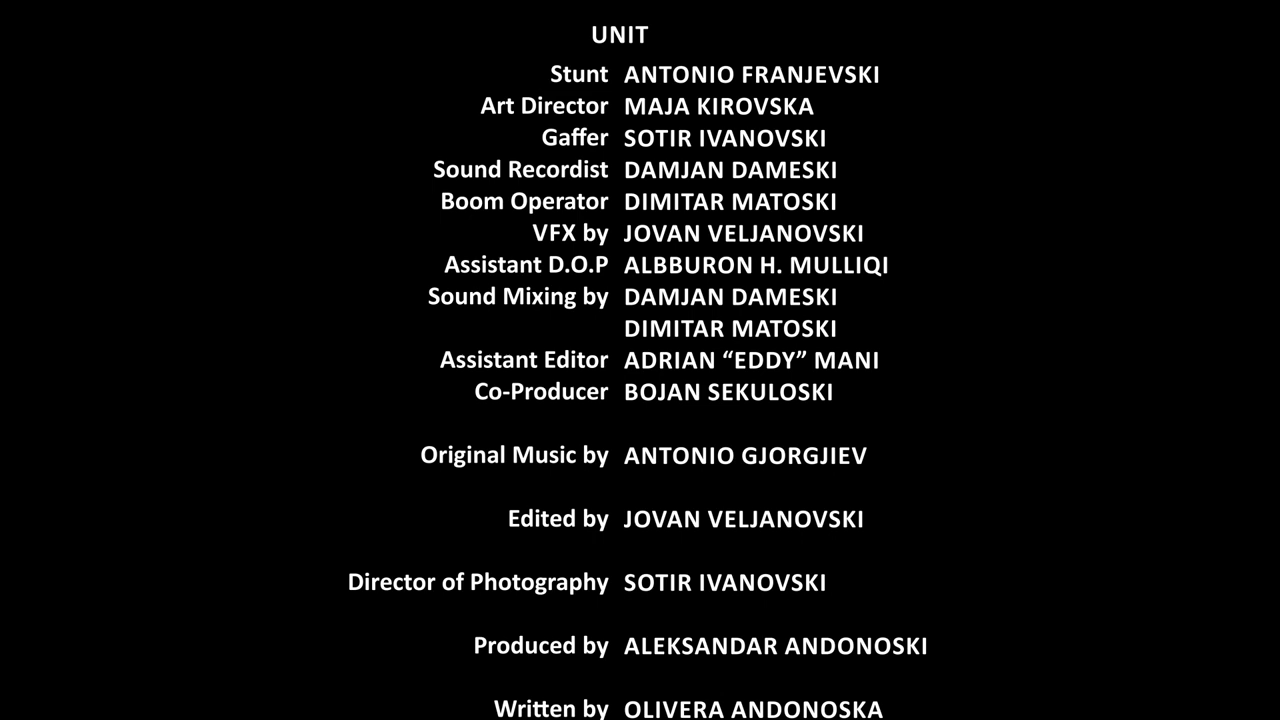 UNIT
Stunt ANTONIO FRANJEVSKI
Art Director MAJA KIROVSKA
Gaffer SOTIR IVANOVSKI
Sound Recordist DAMJAN DAMESKI
Boom Operator DIMITAR MATOSKI
VFX by JOVAN VELJANOVSKI
Assistant D.O.P ALBBURON H. MULLIQI
Sound Mixing by DAMJAN DAMESKI
DIMITAR MATOSKI
Assistant Editor ADRIAN “EDDY” MANI
Co-Producer BOJAN SEKULOSKI
Original Music by ANTONIO GJORGJIEV
Edited by JOVAN VELJANOVSKI
Director of Photography SOTIR IVANOVSKI
Produced by ALEKSANDAR ANDONOSKI
Written by OLIVERA ANDONOSKA